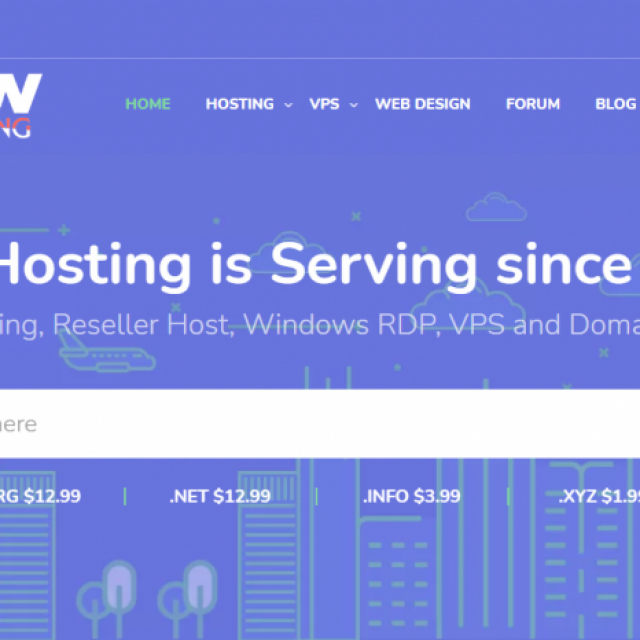 W
NG
HOME HOSTING VPS WEB DESIGN FORUM BLOG
Hosting is Serving since
ing, Reseller Host, Windows RDP, VPS and Doma
here
RG $12.99 | .NET $12.99 | .INFO $3.99 | .XYZ $1.99